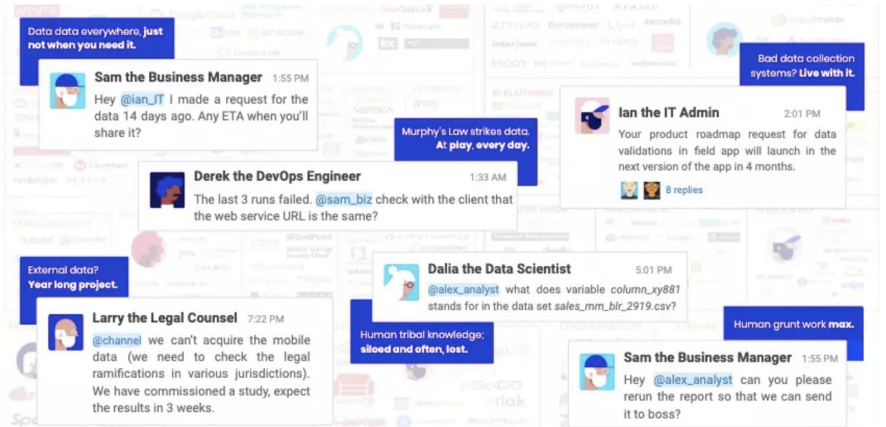 Data data everywhere, just
not when you need it.
Sam the Business Manager 1:55 PM
Hey @ian_IT I made a request for the
data 14 days ago. Any ETA when you'll
share it?
Bad data collection
systems? Live with it.
Ian the IT Admin 2:01 PM
Your product roadmap request for data
validations in field app will launch in the
next version of the app in 4 months.
8 replies
Murphy's Law strikes data.
At play, every day.
Derek the DevOps Engineer 1:33 AM
The last 3 runs failed. @sam_biz check with the client that
the web service URL is the same?
External data?
Year long project.
Larry the Legal Counsel 7:22 PM
@channel we can't acquire the mobile
data (we need to check the legal
ramifications in various jurisdictions).
We have commissioned a study, expect
the results in 3 weeks.
Dalia the Data Scientist 5:01 PM
@alex_analyst what does variable column_xy881
stands for in the data set sales_mm_blr_2919.csv?
Human tribal knowledge;
siloed and often, lost.
Human grunt work max.
Sam the Business Manager 1:55 PM
Hey @alex_analyst can you please
rerun the report so that we can send
it to boss?